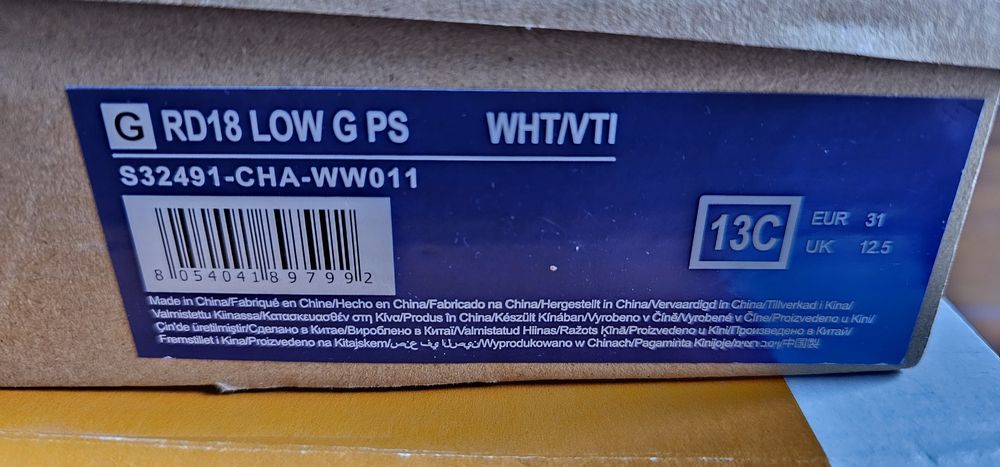 G RD18 LOW G PS WHT/VTI
S32491-CHA-WW011
13C EUR 31
UK 12.5
8 054041 897992
Made in China/Fabriqué en Chine/Hecho en China/Fabricado na China/Hergestellt in China/Vervaardigd in China/Tillverkad i Kina/
Valmistettu Kiinassa/Κατασκευασθέν στη Κίνα/Produs în China/Készült Kínában/Vyrobeno v Číně/Vyrobené v Číne/Proizvedeno u Kini/
Çin'de üretilmiştir/Сделано в Китае/Вироблено в Китаї/Valmistatud Hiinas/Ražots Ķīnā/Proizvedeno u Kini/Произведено в Китай/
Fremstillet i Kina/Proizvedeno na Kitajskem/صنع في الصين/Wyprodukowano w Chinach/Pagaminta Kinijoje/中国製